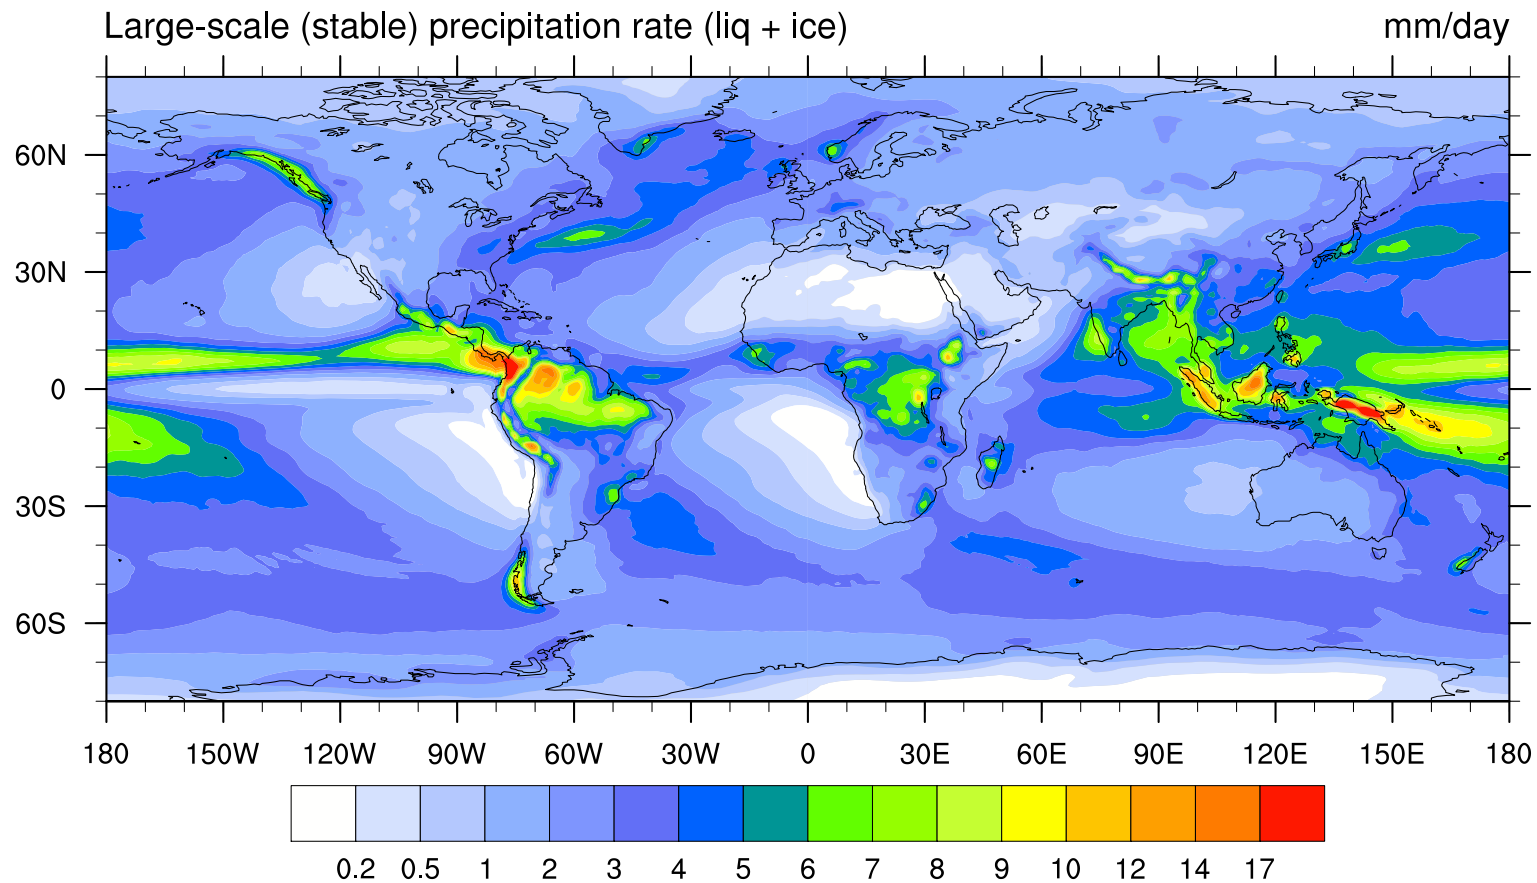 Large-scale (stable) precipitation rate (liq + ice) mm/day
60N
30N
0
30S
60S
180 150W 120W 90W 60W 30W 0 30E 60E 90E 120E 150E 180
0.2 0.5 1 2 3 4 5 6 7 8 9 10 12 14 17